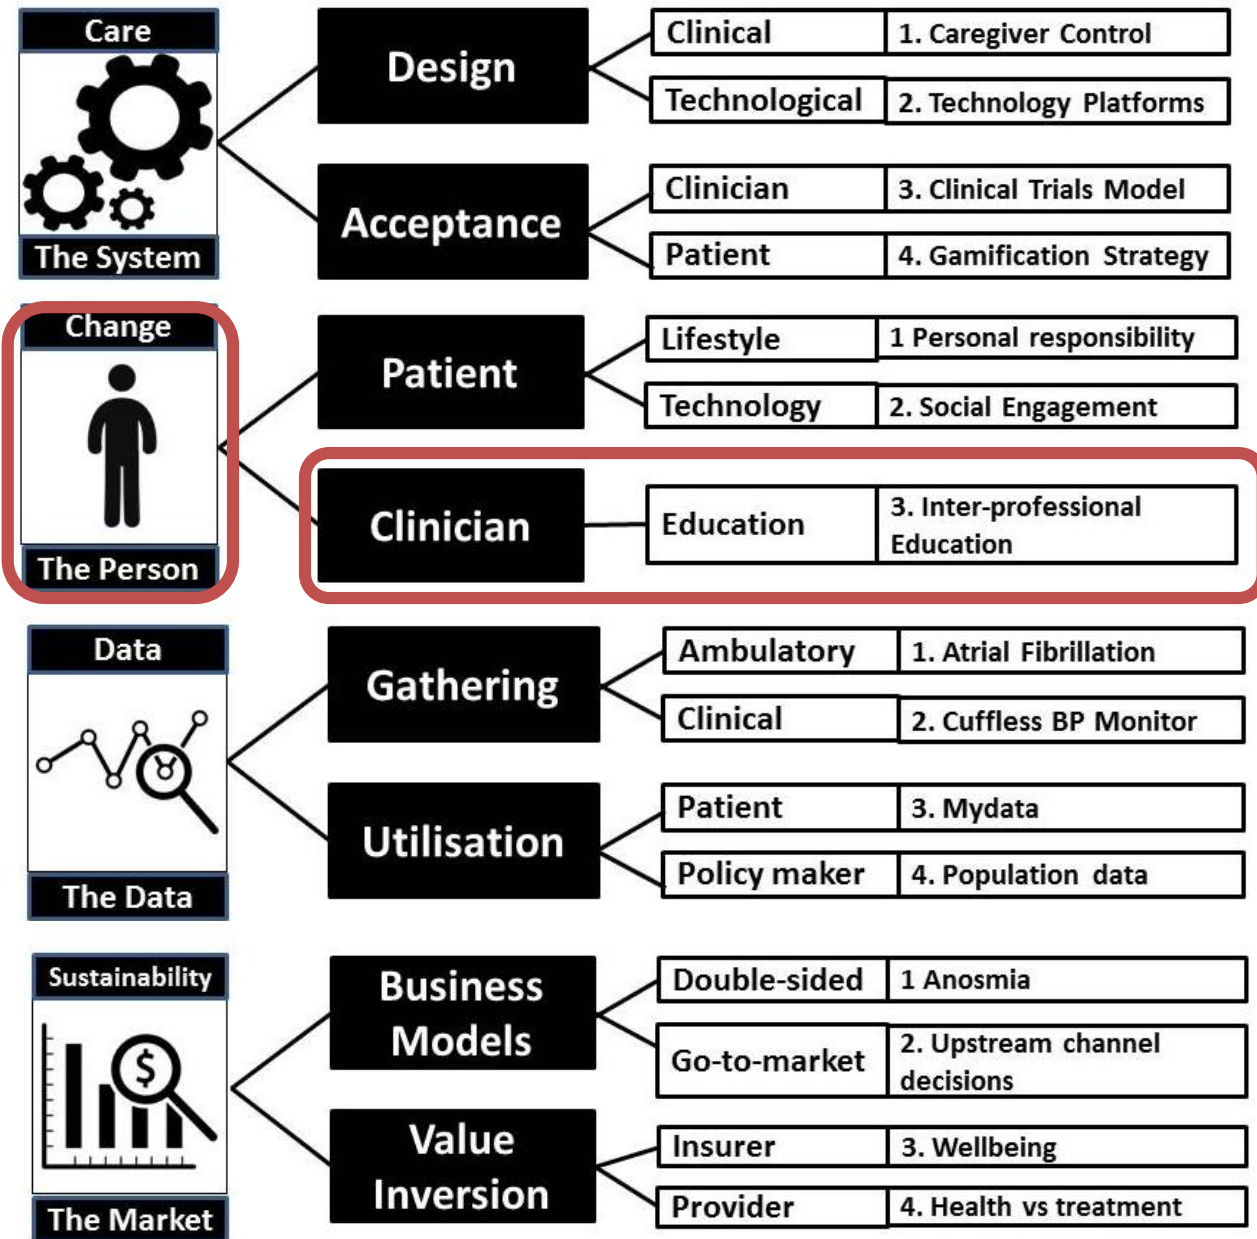 Care
The System
Design
Clinical
1. Caregiver Control
Technological
2. Technology Platforms
Acceptance
Clinician
3. Clinical Trials Model
Patient
4. Gamification Strategy
Change
The Person
Patient
Lifestyle
1 Personal responsibility
Technology
2. Social Engagement
Clinician
Education
3. Inter-professional
Education
Data
The Data
Gathering
Ambulatory
1. Atrial Fibrillation
Clinical
2. Cuffless BP Monitor
Utilisation
Patient
3. Mydata
Policy maker
4. Population data
Sustainability
$
The Market
Business
Models
Double-sided
1 Anosmia
Go-to-market
2. Upstream channel
decisions
Value
Inversion
Insurer
3. Wellbeing
Provider
4. Health vs treatment